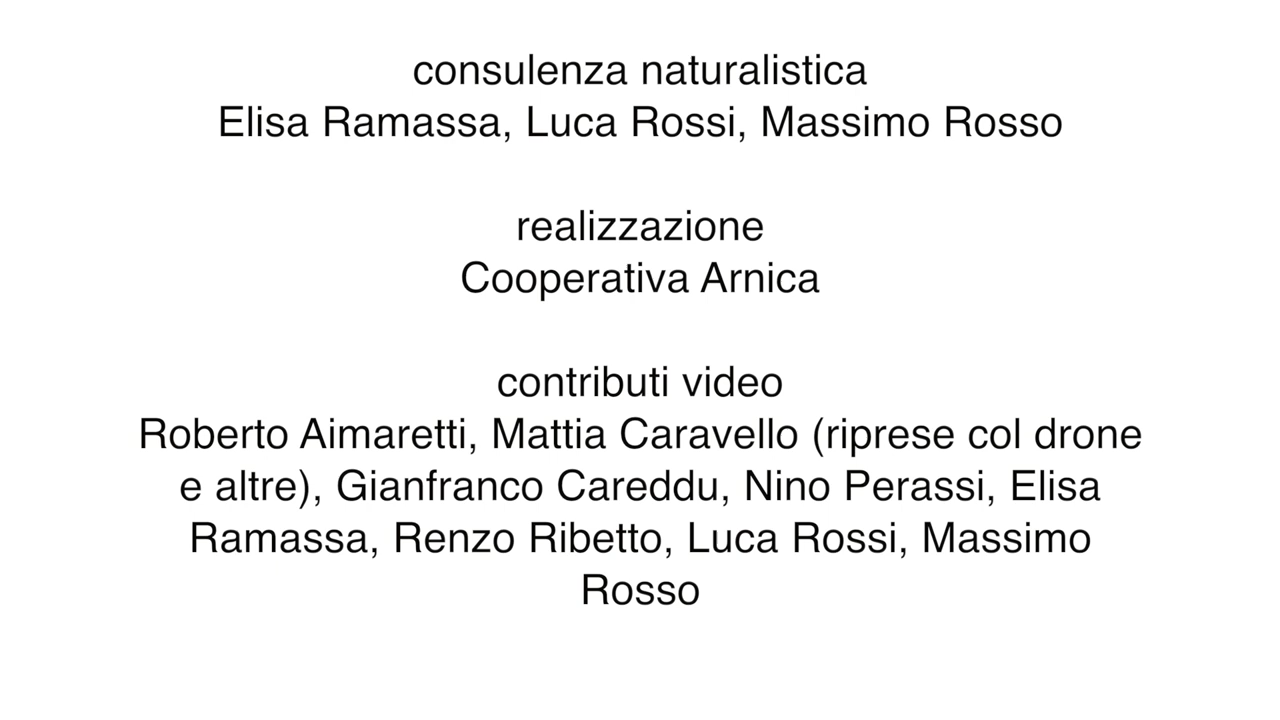 consulenza naturalistica
Elisa Ramassa, Luca Rossi, Massimo Rosso
realizzazione
Cooperativa Arnica
contributi video
Roberto Aimaretti, Mattia Caravello (riprese col drone
e altre), Gianfranco Careddu, Nino Perassi, Elisa
Ramassa, Renzo Ribetto, Luca Rossi, Massimo
Rosso